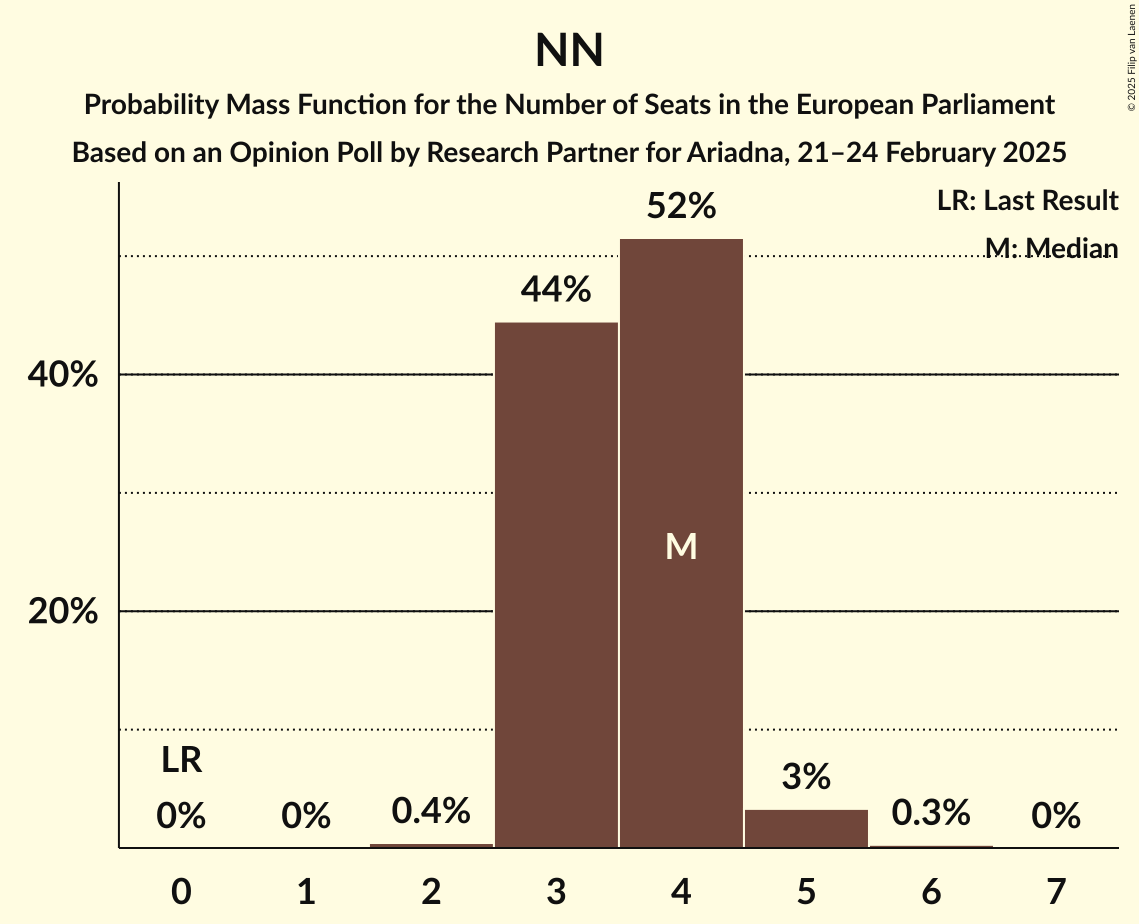 NN
Probability Mass Function for the Number of Seats in the European Parliament
Based on an Opinion Poll by Research Partner for Ariadna, 21–24 February 2025
© 2025 Filip van Laenen
LR: Last Result
M: Median
52%
44%
40%
M
20%
LR
0%
0%
0.4%
3%
0.3%
0%
0
1
2
3
4
5
6
7